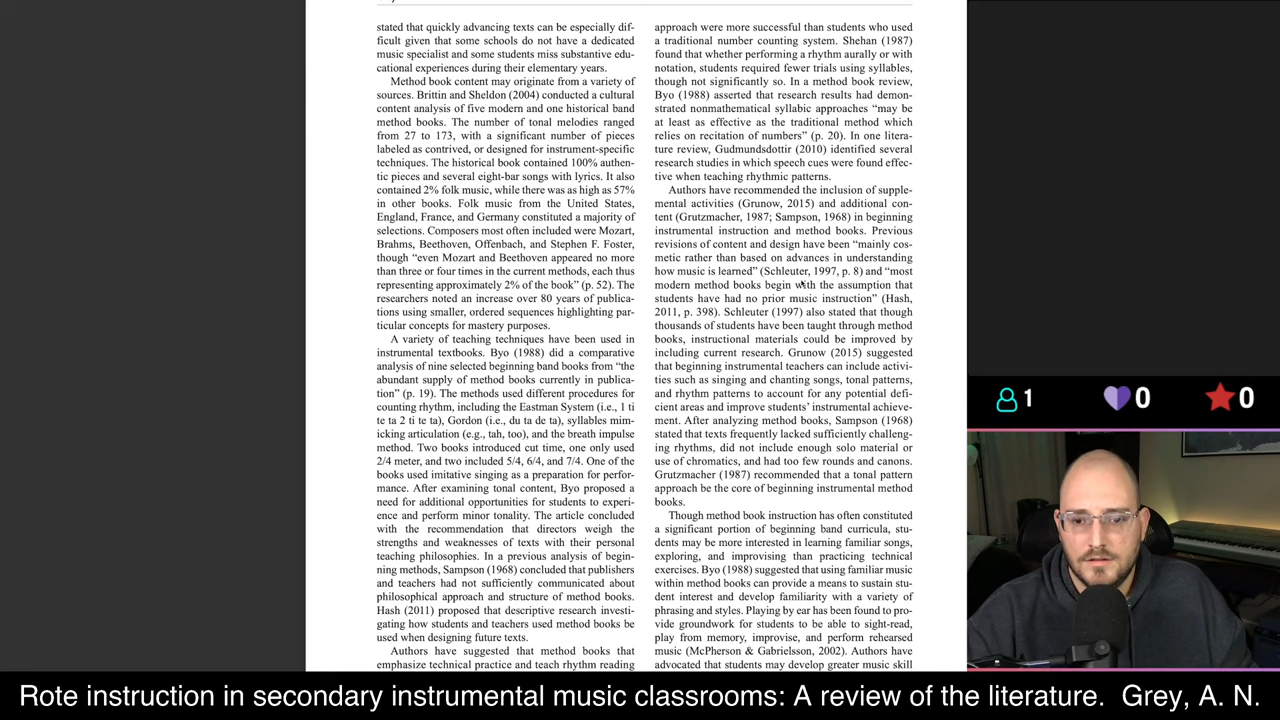 stated that quickly advancing texts can be especially dif-
ficult given that some schools do not have a dedicated
music specialist and some students miss substantive edu-
cational experiences during their elementary years.
Method book content may originate from a variety of
sources. Brittin and Sheldon (2004) conducted a cultural
content analysis of five modern and one historical band
method books. The number of tonal melodies ranged
from 27 to 173, with a significant number of pieces
labeled as contrived, or designed for instrument-specific
techniques. The historical book contained 100% authen-
tic pieces and several eight-bar songs with lyrics. It also
contained 2% folk music, while there was as high as 57%
in other books. Folk music from the United States,
England, France, and Germany constituted a majority of
selections. Composers most often included were Mozart,
Brahms, Beethoven, Offenbach, and Stephen F. Foster,
though “even Mozart and Beethoven appeared no more
than three or four times in the current methods, each thus
representing approximately 2% of the book” (p. 52). The
researchers noted an increase over 80 years of publica-
tions using smaller, ordered sequences highlighting par-
ticular concepts for mastery purposes.
A variety of teaching techniques have been used in
instrumental textbooks. Byo (1988) did a comparative
analysis of nine selected beginning band books from “the
abundant supply of method books currently in publica-
tion” (p. 19). The methods used different procedures for
counting rhythm, including the Eastman System (i.e., 1 ti
te ta 2 ti te ta), Gordon (i.e., du ta de ta), syllables mim-
icking articulation (e.g., tah, too), and the breath impulse
method. Two books introduced cut time, one only used
2/4 meter, and two included 5/4, 6/4, and 7/4. One of the
books used imitative singing as a preparation for perfor-
mance. After examining tonal content, Byo proposed a
need for additional opportunities for students to experi-
ence and perform minor tonality. The article concluded
with the recommendation that directors weigh the
strengths and weaknesses of texts with their personal
teaching philosophies. In a previous analysis of begin-
ning methods, Sampson (1968) concluded that publishers
and teachers had not sufficiently communicated about
philosophical approach and structure of method books.
Hash (2011) proposed that descriptive research investi-
gating how students and teachers used method books be
used when designing future texts.
Authors have suggested that method books that
emphasize technical practice and teach rhythm reading
approach were more successful than students who used
a traditional number counting system. Shehan (1987)
found that whether performing a rhythm aurally or with
notation, students required fewer trials using syllables,
though not significantly so. In a method book review,
Byo (1988) asserted that research results had demon-
strated nonmathematical syllabic approaches “may be
at least as effective as the traditional method which
relies on recitation of numbers” (p. 20). In one litera-
ture review, Gudmundsdottir (2010) identified several
research studies in which speech cues were found effec-
tive when teaching rhythmic patterns.
Authors have recommended the inclusion of supple-
mental activities (Grunow, 2015) and additional con-
tent (Grutzmacher, 1987; Sampson, 1968) in beginning
instrumental instruction and method books. Previous
revisions of content and design have been “mainly cos-
metic rather than based on advances in understanding
how music is learned” (Schleuter, 1997, p. 8) and “most
modern method books begin with the assumption that
students have had no prior music instruction” (Hash,
2011, p. 398). Schleuter (1997) also stated that though
thousands of students have been taught through method
books, instructional materials could be improved by
including current research. Grunow (2015) suggested
that beginning instrumental teachers can include activi-
ties such as singing and chanting songs, tonal patterns,
and rhythm patterns to account for any potential defi-
cient areas and improve students’ instrumental achieve-
ment. After analyzing method books, Sampson (1968)
stated that texts frequently lacked sufficiently challeng-
ing rhythms, did not include enough solo material or
use of chromatics, and had too few rounds and canons.
Grutzmacher (1987) recommended that a tonal pattern
approach be the core of beginning instrumental method
books.
Though method book instruction has often constituted
a significant portion of beginning band curricula, stu-
dents may be more interested in learning familiar songs,
exploring, and improvising than practicing technical
exercises. Byo (1988) suggested that using familiar music
within method books can provide a means to sustain stu-
dent interest and develop familiarity with a variety of
phrasing and styles. Playing by ear has been found to pro-
vide groundwork for students to be able to sight-read,
play from memory, improvise, and perform rehearsed
music (McPherson & Gabrielsson, 2002). Authors have
advocated that students may develop greater music skill
1
0
0
Rote instruction in secondary instrumental music classrooms: A review of the literature. Grey, A. N.